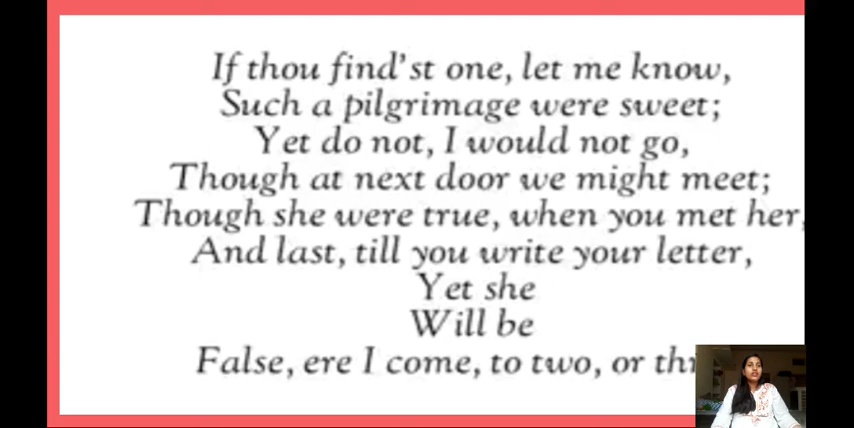 If thou find'st one, let me know,
Such a pilgrimage were sweet;
Yet do not, I would not go,
Though at next door we might meet;
Though she were true, when you met her,
And last, till you write your letter,
Yet she
Will be
False, ere I come, to two, or